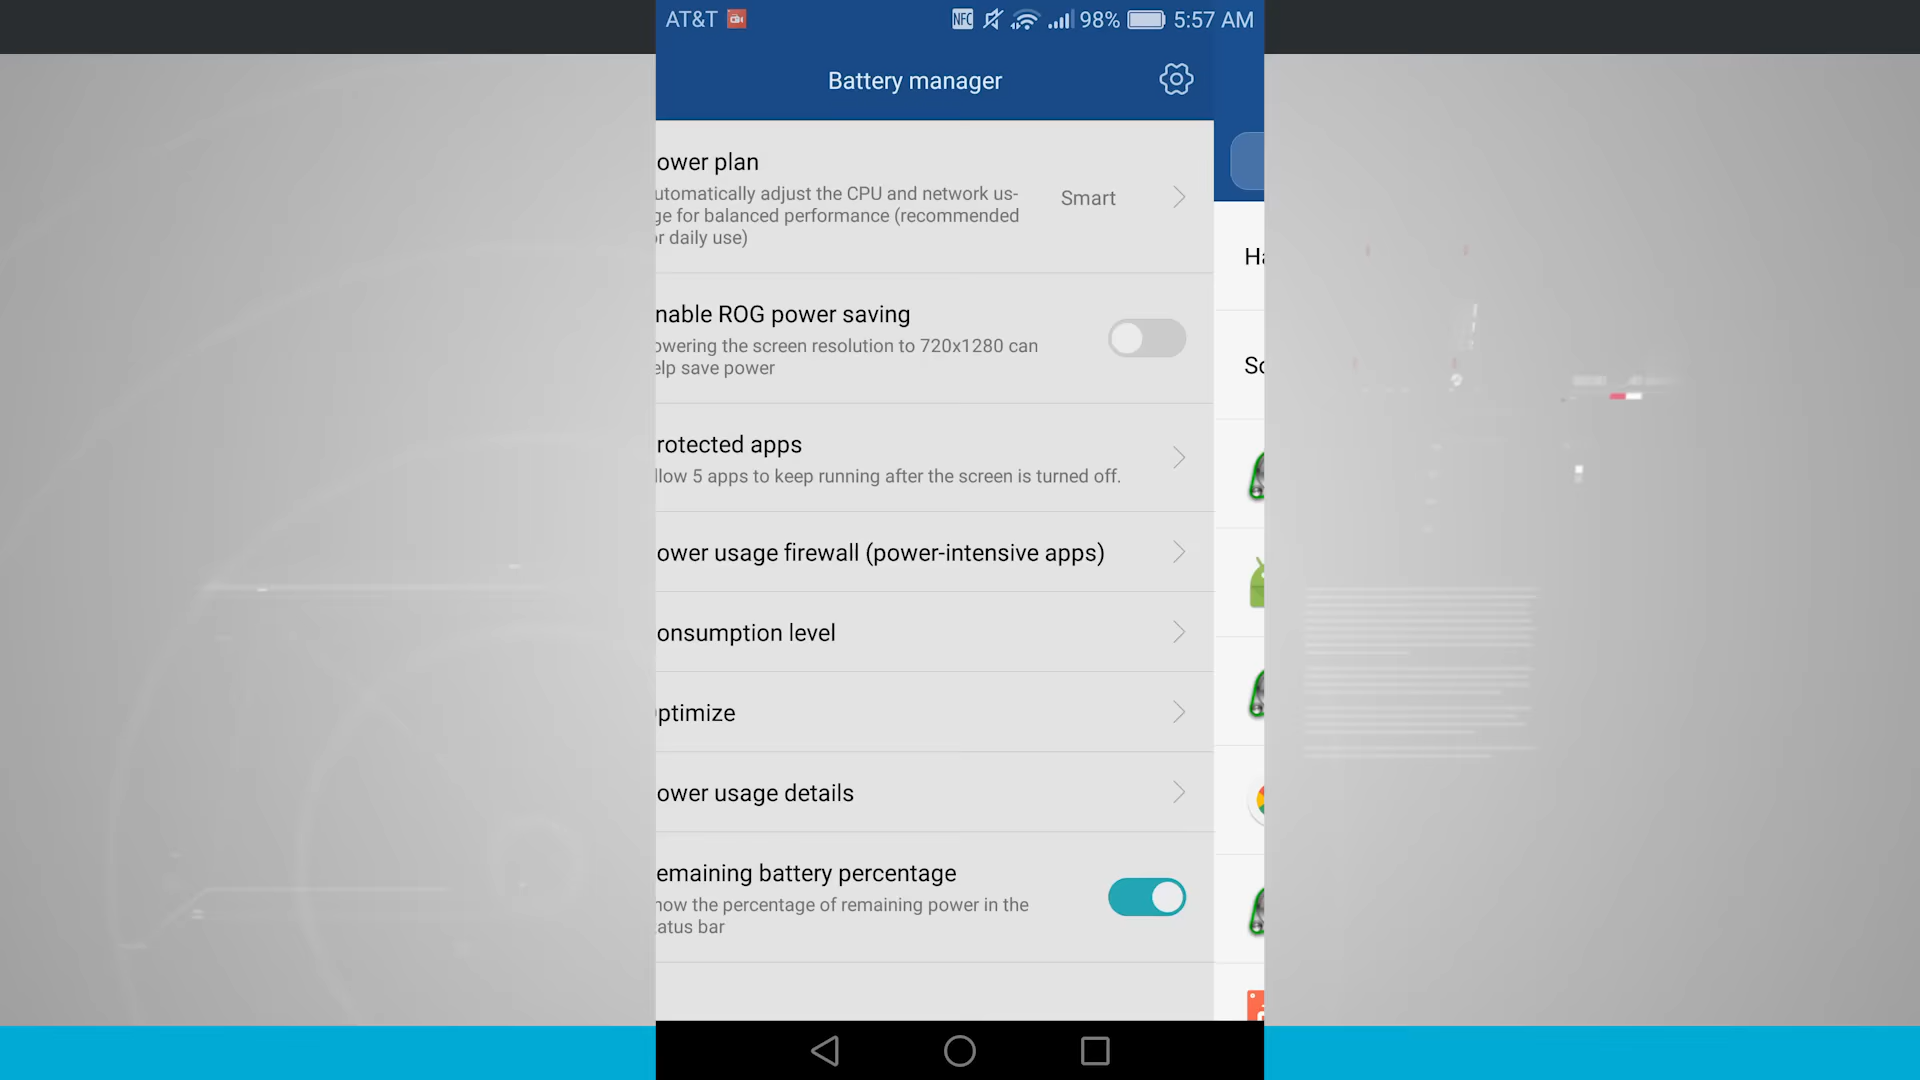 AT&T NFC 98% 5:57 AM
Battery manager
ower plan
utomatically adjust the CPU and network us-
ge for balanced performance (recommended
or daily use)
Smart
nable ROG power saving
owering the screen resolution to 720x1280 can
elp save power
rotected apps
llow 5 apps to keep running after the screen is turned off.
ower usage firewall (power-intensive apps)
onsumption level
ptimize
ower usage details
emaining battery percentage
how the percentage of remaining power in the
atus bar
Ha
So